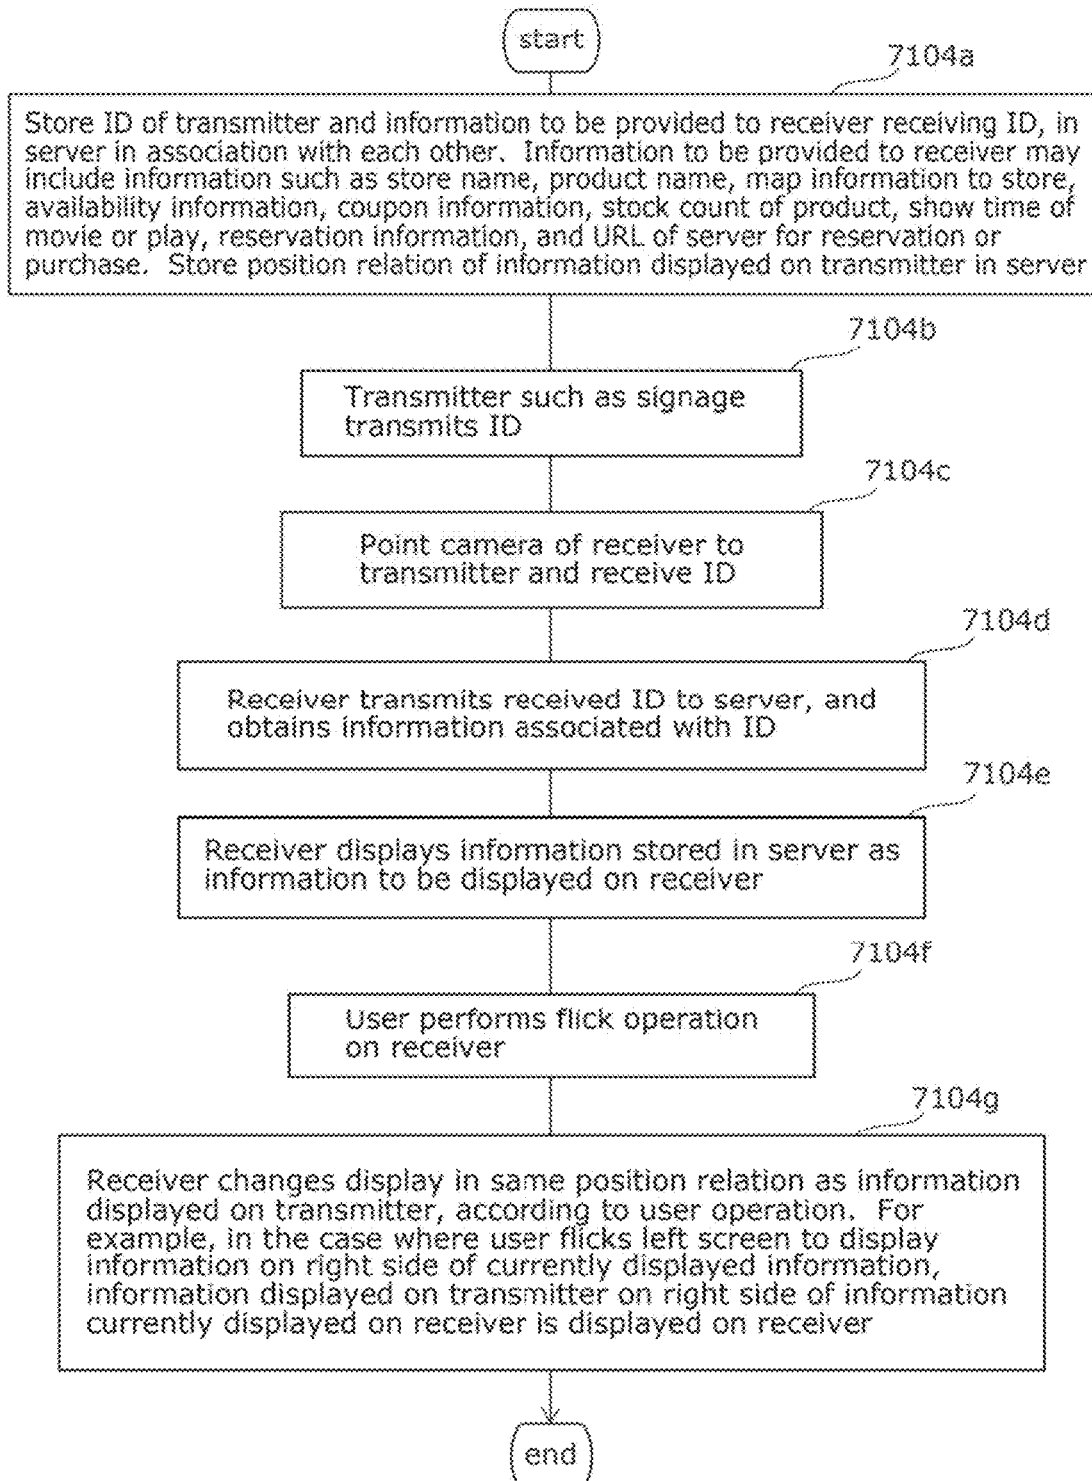 start
7104a
Store ID of transmitter and information to be provided to receiver receiving ID, in
server in association with each other. Information to be provided to receiver may
include information such as store name, product name, map information to store,
availability information, coupon information, stock count of product, show time of
movie or play, reservation information, and URL of server for reservation or
purchase. Store position relation of information displayed on transmitter in server
7104b
Transmitter such as signage
transmits ID
7104c
Point camera of receiver to
transmitter and receive ID
7104d
Receiver transmits received ID to server, and
obtains information associated with ID
7104e
Receiver displays information stored in server as
information to be displayed on receiver
7104f
User performs flick operation
on receiver
7104g
Receiver changes display in same position relation as information
displayed on transmitter, according to user operation. For
example, in the case where user flicks left screen to display
information on right side of currently displayed information,
information displayed on transmitter on right side of information
currently displayed on receiver is displayed on receiver
end